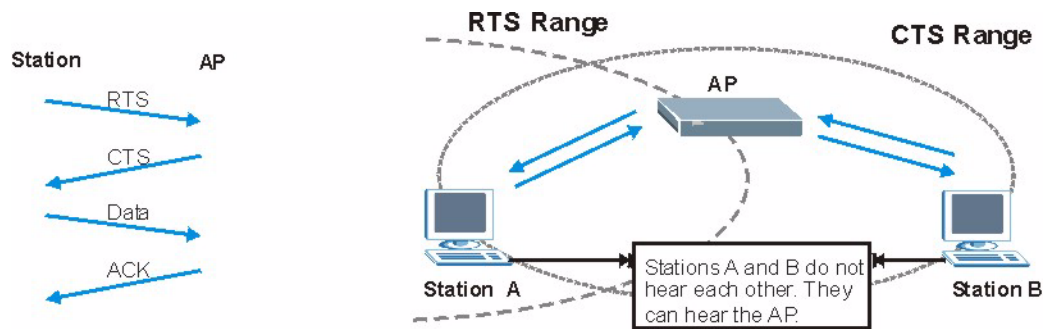 Station
AP
RTS
CTS
Data
ACK
RTS Range
CTS Range
AP
Station A
Station B
Stations A and B do not
hear each other. They
can hear the AP.